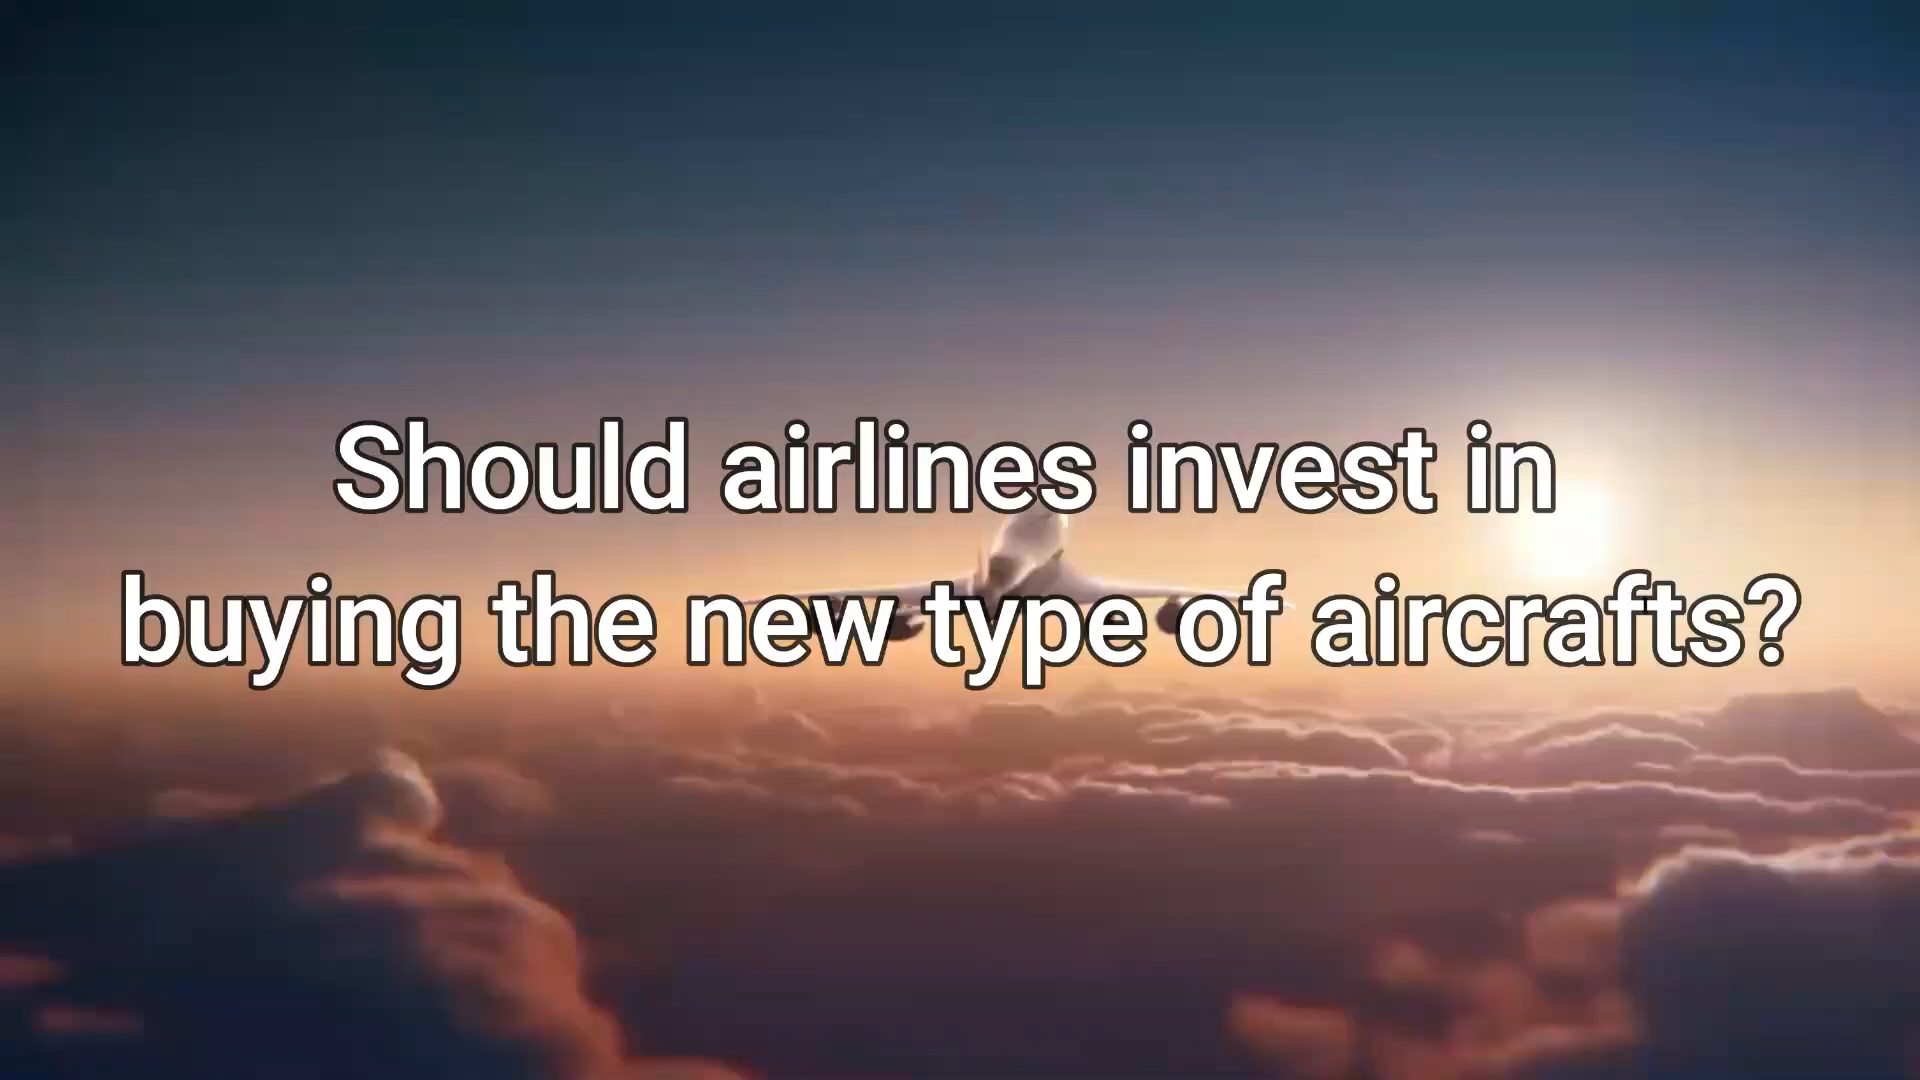 Should airlines invest in
buying the new type of aircrafts?